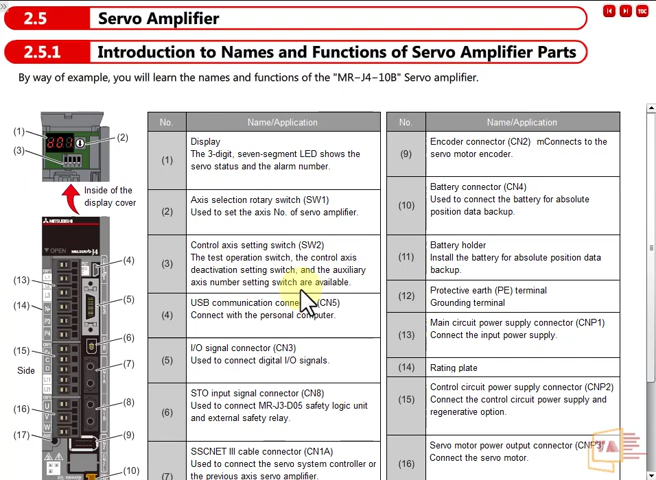 2.5 Servo Amplifier
TOC
2.5.1 Introduction to Names and Functions of Servo Amplifier Parts
By way of example, you will learn the names and functions of the "MR-J4-10B" Servo amplifier.
(1)
(2)
(3)
Inside of the
display cover
MITSUBISHI
OPEN
(4)
(13)
(14)
(5)
(15)
Side
(6)
(7)
(16)
(8)
(17)
(9)
(10)
No. Name/Application
(1) Display
The 3-digit, seven-segment LED shows the
servo status and the alarm number.
(2) Axis selection rotary switch (SW1)
Used to set the axis No. of servo amplifier.
(3) Control axis setting switch (SW2)
The test operation switch, the control axis
deactivation setting switch, and the auxiliary
axis number setting switch are available.
(4) USB communication (CN5)
Connect with the personal computer.
(5) I/O signal connector (CN3)
Used to connect digital I/O signals.
(6) STO input signal connector (CN8)
Used to connect MR-J3-D05 safety logic unit
and external safety relay.
(7) SSCNET III cable connector (CN1A)
Used to connect the servo system controller or
the previous axis servo amplifier.
No. Name/Application
(9) Encoder connector (CN2) mConnects to the
servo motor encoder.
(10) Battery connector (CN4)
Used to connect the battery for absolute
position data backup.
(11) Battery holder
Install the battery for absolute position data
backup.
(12) Protective earth (PE) terminal
Grounding terminal
(13) Main circuit power supply connector (CNP1)
Connect the input power supply.
(14) Rating plate
(15) Control circuit power supply connector (CNP2)
Connect the control circuit power supply and
regenerative option.
(16) Servo motor power output connector (CNP3)
Connect the servo motor.